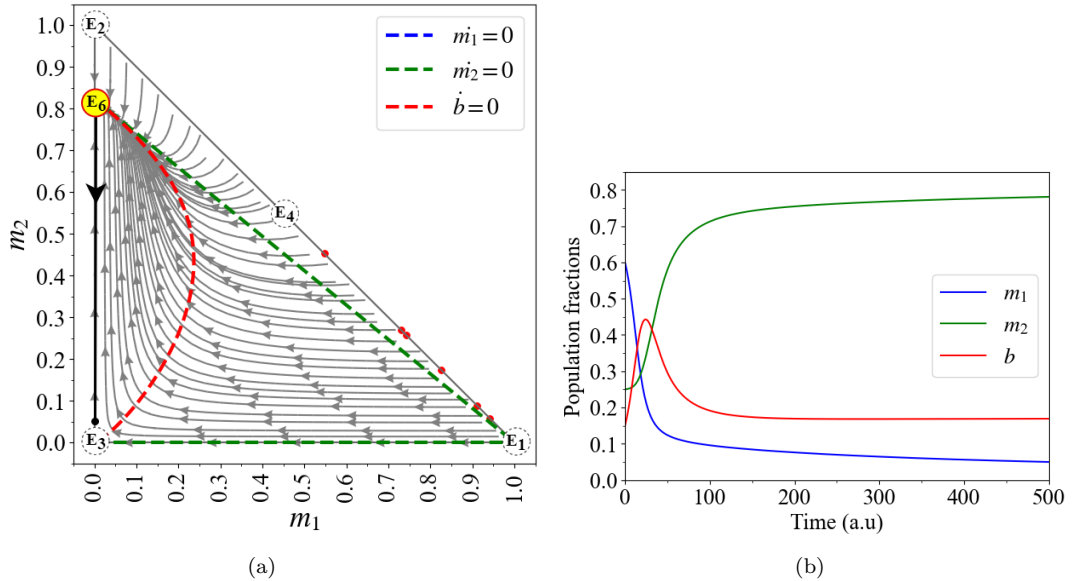 1.0
0.9
0.8
0.7
0.6
0.5
0.4
0.3
0.2
0.1
0.0
m₂
E₂
E₆
E₄
E₃
E₁
ṁ₁=0
ṁ₂=0
ḃ=0
0.0 0.1 0.2 0.3 0.4 0.5 0.6 0.7 0.8 0.9 1.0
m₁
(a)
0.8
0.7
0.6
0.5
0.4
0.3
0.2
0.1
0.0
Population fractions
m₁
m₂
b
0 100 200 300 400 500
Time (a.u)
(b)